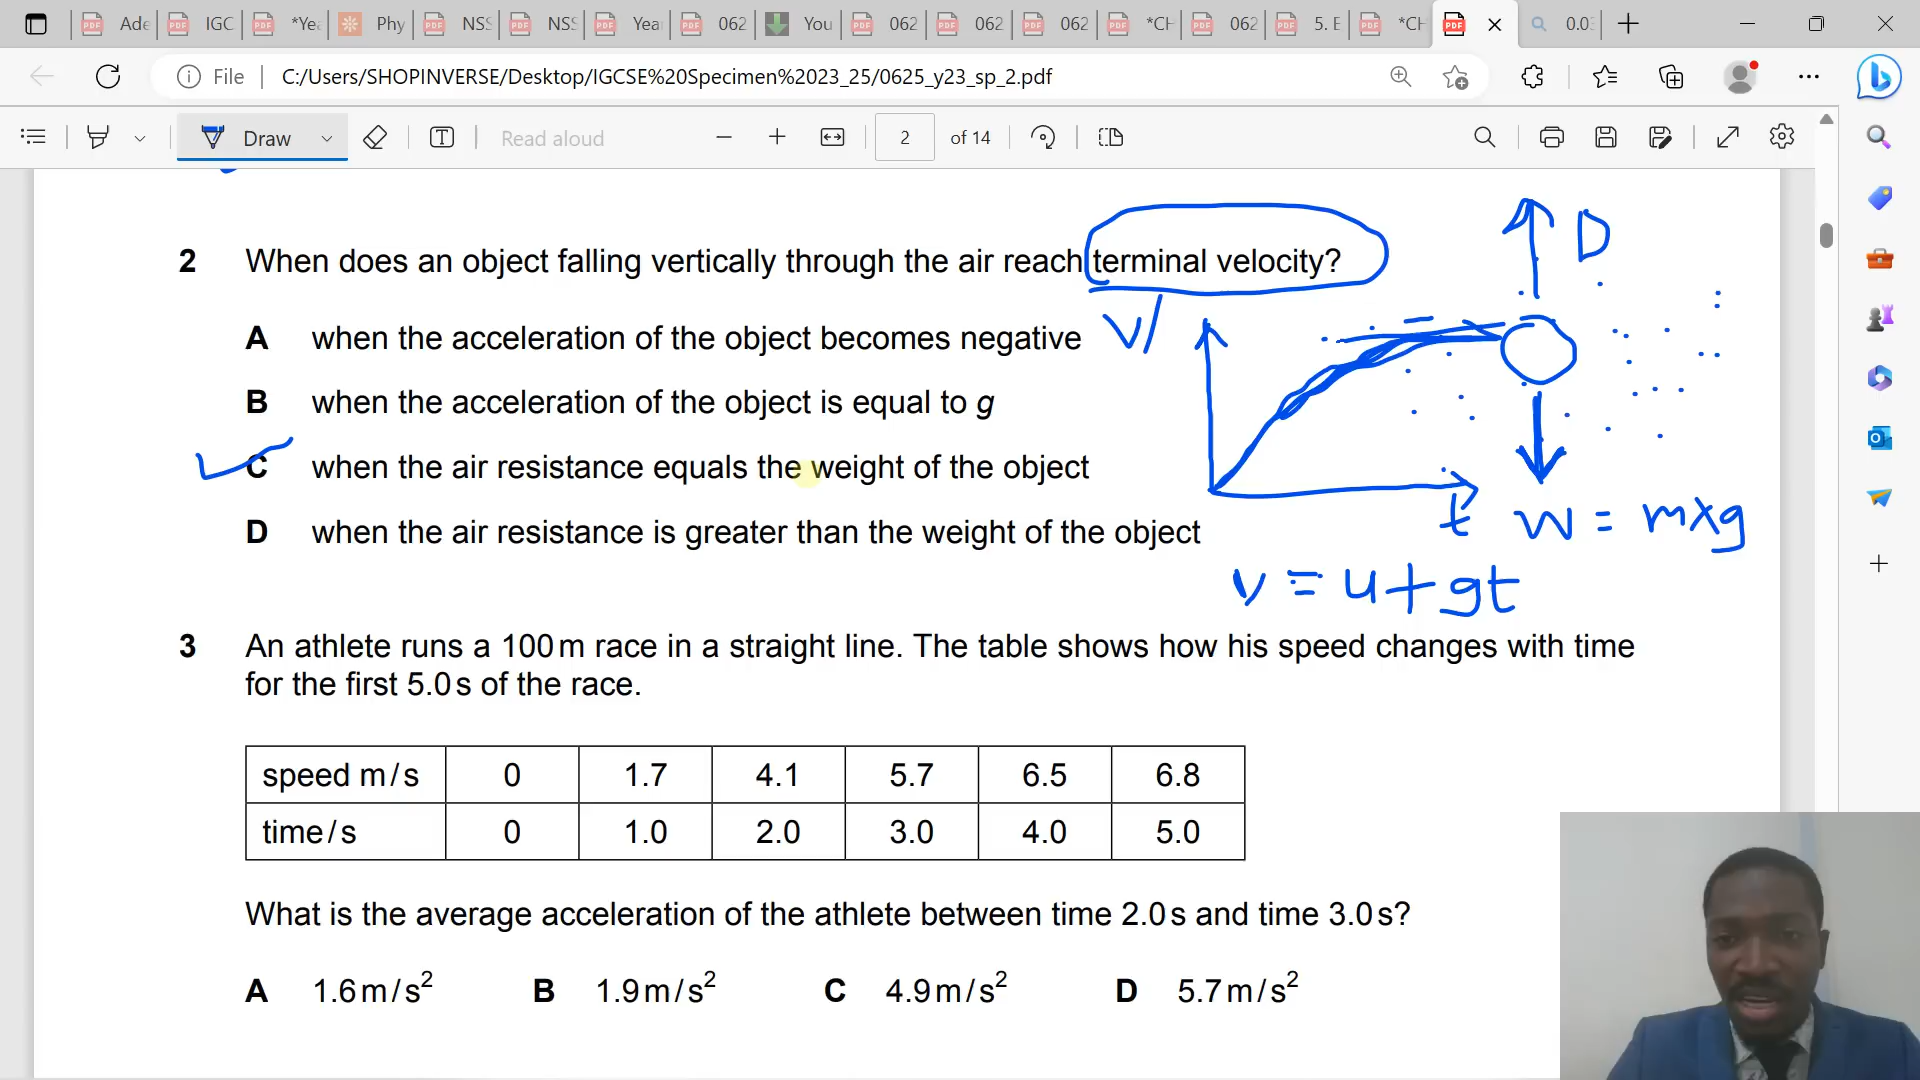 Ade
IGC
*Yea
Phy
NSS
NSS
Year
062
You
062
062
062
*CH
062
5. E
*CH
0.03
File
C:/Users/SHOPINVERSE/Desktop/IGCSE%20Specimen%2023_25/0625_y23_sp_2.pdf
Draw
Read aloud
2
of 14
2 When does an object falling vertically through the air reach terminal velocity?
A when the acceleration of the object becomes negative
B when the acceleration of the object is equal to g
C when the air resistance equals the weight of the object
D when the air resistance is greater than the weight of the object
D
V/
t
W = mxg
v = u+gt
3 An athlete runs a 100 m race in a straight line. The table shows how his speed changes with time
for the first 5.0 s of the race.
speed m/s 0 1.7 4.1 5.7 6.5 6.8
time/s 0 1.0 2.0 3.0 4.0 5.0
What is the average acceleration of the athlete between time 2.0 s and time 3.0 s?
A 1.6 m/s² B 1.9 m/s² C 4.9 m/s² D 5.7 m/s²